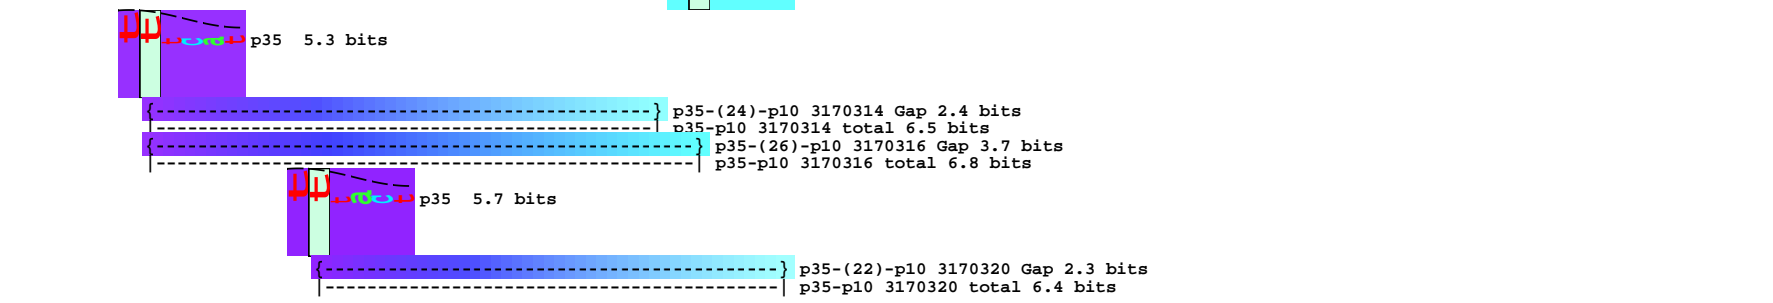 p35 5.3 bits
{-----------------------------------------------} p35-(24)-p10 3170314 Gap 2.4 bits
|-----------------------------------------------| p35-p10 3170314 total 6.5 bits
{---------------------------------------------------} p35-(26)-p10 3170316 Gap 3.7 bits
|---------------------------------------------------| p35-p10 3170316 total 6.8 bits
p35 5.7 bits
{-------------------------------------------} p35-(22)-p10 3170320 Gap 2.3 bits
|-------------------------------------------| p35-p10 3170320 total 6.4 bits